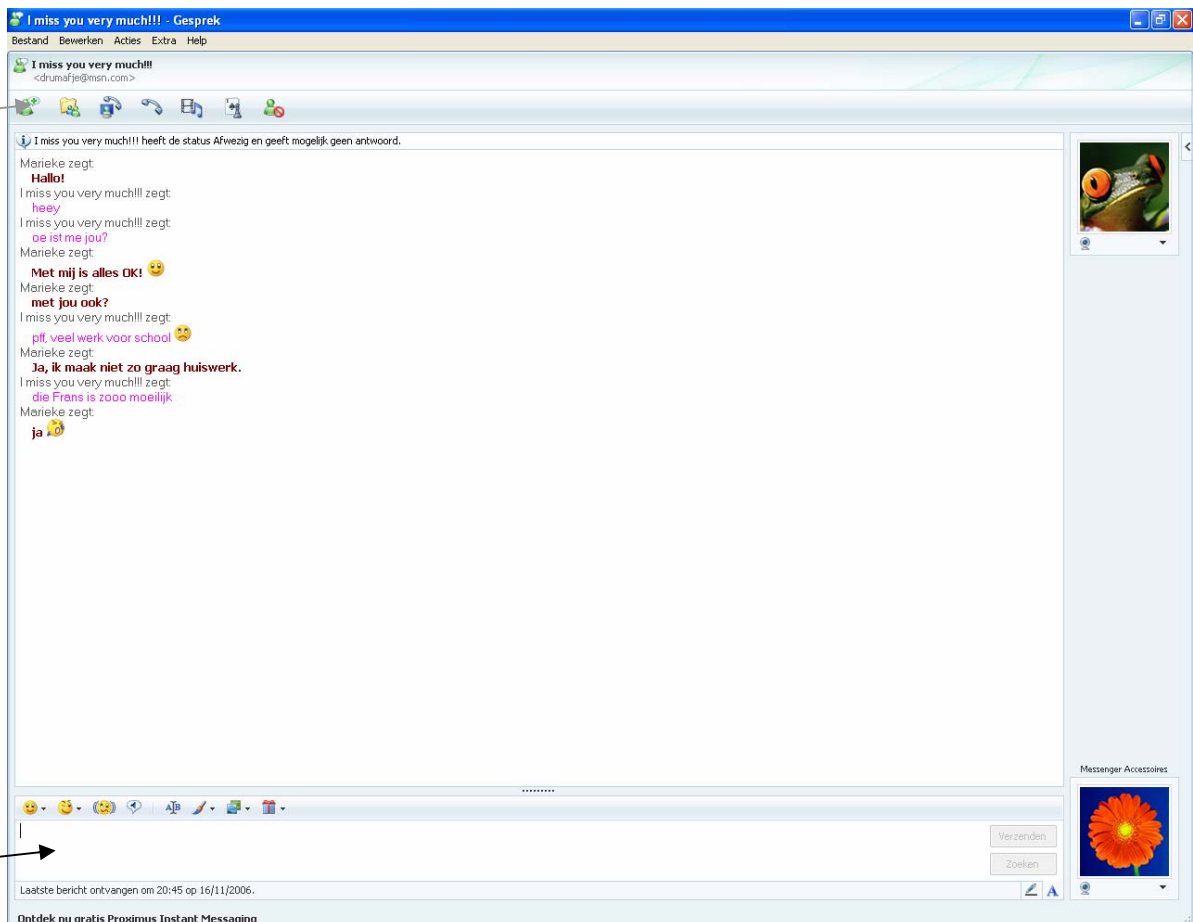 I miss you very much!!! - Gesprek
Bestand Bewerken Acties Extra Help
I miss you very much!!!
<drumafje@msn.com>
I miss you very much!!! heeft de status Afwezig en geeft mogelijk geen antwoord.
Marieke zegt:
Hallo!
I miss you very much!!! zegt:
heey
I miss you very much!!! zegt:
oe ist me jou?
Marieke zegt:
Met mij is alles OK!
Marieke zegt:
met jou ook?
I miss you very much!!! zegt:
pff, veel werk voor school
Marieke zegt:
Ja, ik maak niet zo graag huiswerk.
I miss you very much!!! zegt:
die Frans is zooo moeilijk
Marieke zegt:
ja
Messenger Accessoires
Verzenden
Zoeken
Laatste bericht ontvangen om 20:45 op 16/11/2006.
A
Ontdek nu gratis Proximus Instant Messaging